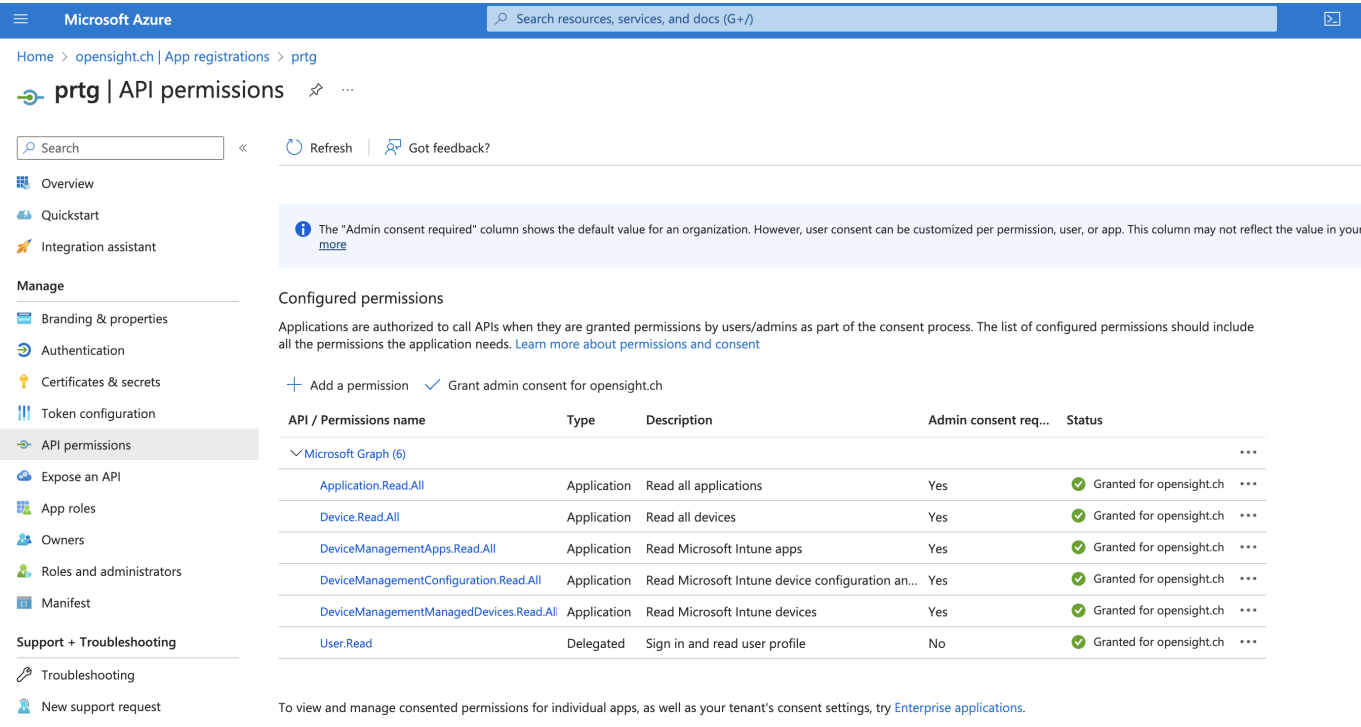 Microsoft Azure
Search resources, services, and docs (G+/)
Home > opensight.ch | App registrations > prtg
prtg | API permissions
Search
Refresh
Got feedback?
Overview
Quickstart
Integration assistant
Manage
Branding & properties
Authentication
Certificates & secrets
Token configuration
API permissions
Expose an API
App roles
Owners
Roles and administrators
Manifest
Support + Troubleshooting
Troubleshooting
New support request
The "Admin consent required" column shows the default value for an organization. However, user consent can be customized per permission, user, or app. This column may not reflect the value in your
more
Configured permissions
Applications are authorized to call APIs when they are granted permissions by users/admins as part of the consent process. The list of configured permissions should include
all the permissions the application needs. Learn more about permissions and consent
Add a permission Grant admin consent for opensight.ch
API / Permissions name Type Description Admin consent req... Status
Microsoft Graph (6)
Application.Read.All Application Read all applications Yes Granted for opensight.ch
Device.Read.All Application Read all devices Yes Granted for opensight.ch
DeviceManagementApps.Read.All Application Read Microsoft Intune apps Yes Granted for opensight.ch
DeviceManagementConfiguration.Read.All Application Read Microsoft Intune device configuration an... Yes Granted for opensight.ch
DeviceManagementManagedDevices.Read.All Application Read Microsoft Intune devices Yes Granted for opensight.ch
User.Read Delegated Sign in and read user profile No Granted for opensight.ch
To view and manage consented permissions for individual apps, as well as your tenant's consent settings, try Enterprise applications.